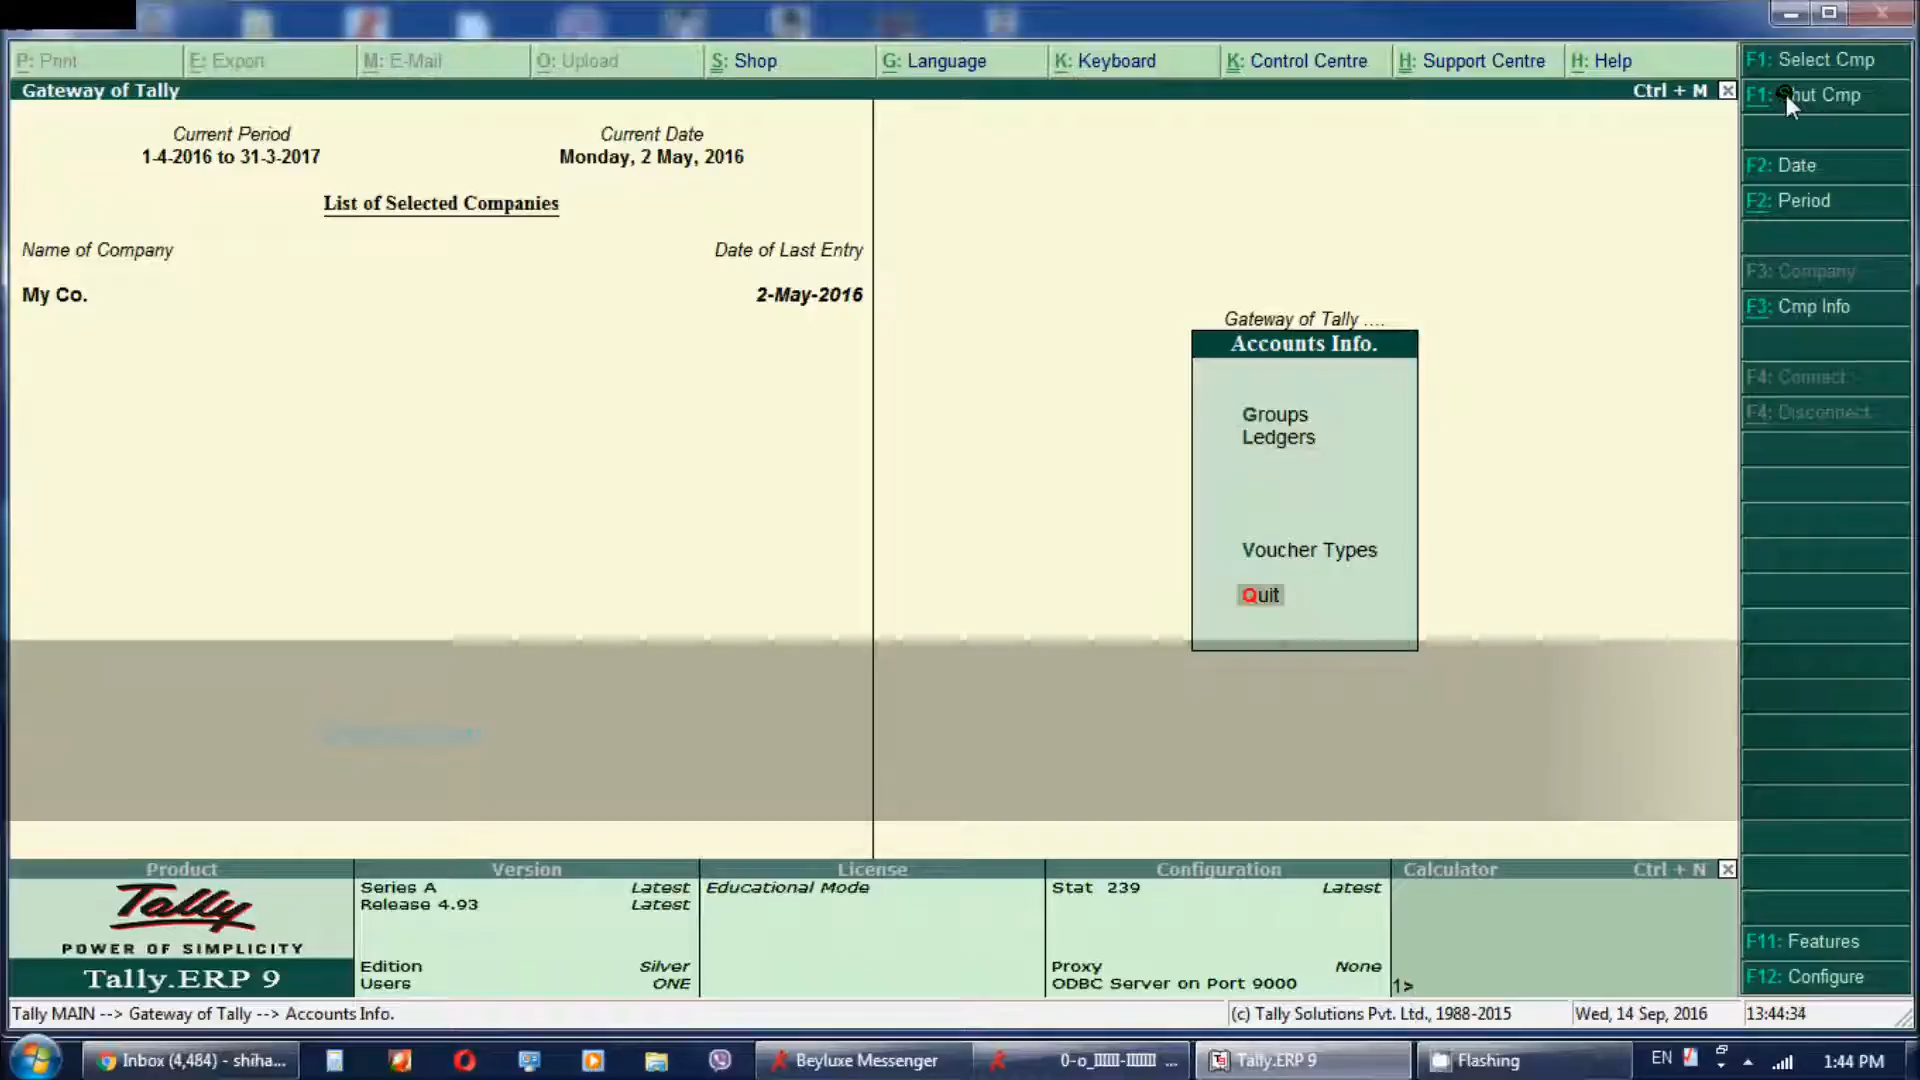 P: Print
E: Export
M: E-Mail
O: Upload
S: Shop
G: Language
K: Keyboard
K: Control Centre
H: Support Centre
H: Help
Gateway of Tally
Ctrl + M
Current Period
1-4-2016 to 31-3-2017
Current Date
Monday, 2 May, 2016
List of Selected Companies
Name of Company
Date of Last Entry
My Co.
2-May-2016
Gateway of Tally ....
Accounts Info.
Groups
Ledgers
Voucher Types
Quit
F1: Select Cmp
F1: Shut Cmp
F2: Date
F2: Period
F3: Company
F3: Cmp Info
F4: Connect
F4: Disconnect
F11: Features
F12: Configure
Product
Tally
POWER OF SIMPLICITY
Tally.ERP 9
Version
Series A Latest
Release 4.93 Latest
Edition Silver
Users ONE
License
Educational Mode
Configuration
Stat 239 Latest
Proxy None
ODBC Server on Port 9000
Calculator Ctrl + N
1>
Tally MAIN --> Gateway of Tally --> Accounts Info.
(c) Tally Solutions Pvt. Ltd., 1988-2015
Wed, 14 Sep, 2016
13:44:34
Inbox (4,484) - shiha...
Beyluxe Messenger
Tally.ERP 9
Flashing
EN
1:44 PM